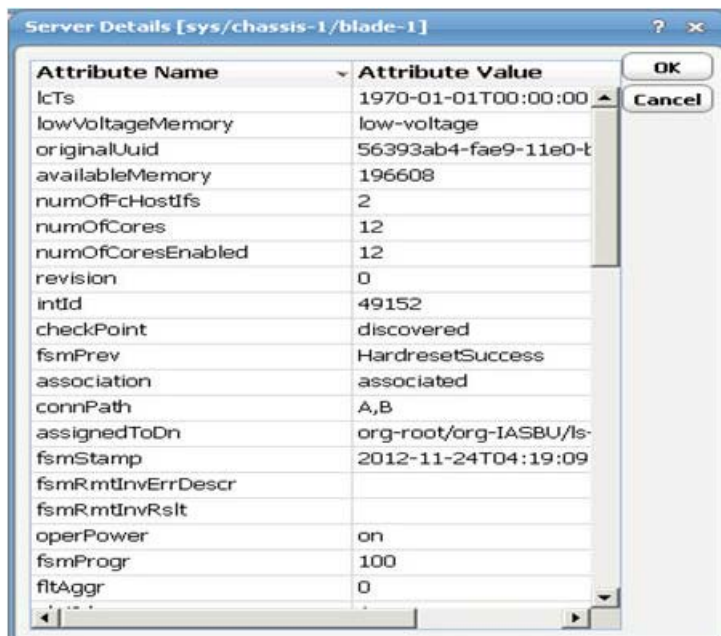 Server Details [sys/chassis-1/blade-1] ?
Attribute Name Attribute Value OK
lcTs 1970-01-01T00:00:00 Cancel
lowVoltageMemory low-voltage
originalUuid 56393ab4-fae9-11e0-b
availableMemory 196608
numOfFcHostIfs 2
numOfCores 12
numOfCoresEnabled 12
revision 0
intId 49152
checkPoint discovered
fsmPrev HardresetSuccess
association associated
connPath A,B
assignedToDn org-root/org-IASBU/ls-
fsmStamp 2012-11-24T04:19:09
fsmRmtInvErrDescr
fsmRmtInvRslt
operPower on
fsmProgr 100
fltAggr 0